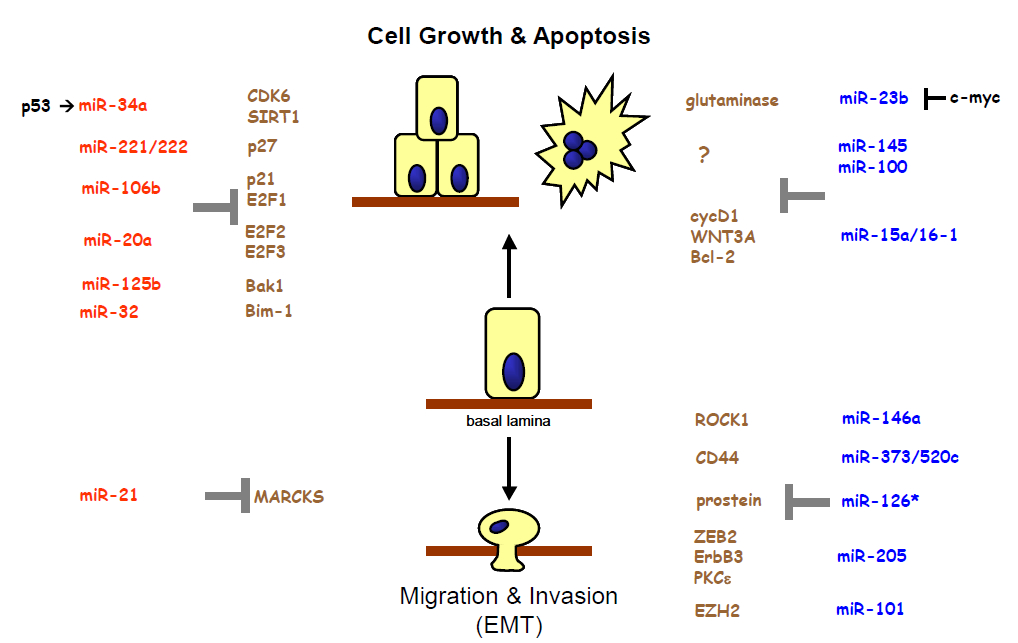 Cell Growth & Apoptosis
p53 → miR-34a
CDK6
SIRT1
miR-221/222
p27
miR-106b
p21
E2F1
miR-20a
E2F2
E2F3
miR-125b
Bak1
miR-32
Bim-1
glutaminase
miR-23b
c-myc
?
miR-145
miR-100
cycD1
WNT3A
Bcl-2
miR-15a/16-1
basal lamina
miR-21
MARCKS
ROCK1
miR-146a
CD44
miR-373/520c
prostein
miR-126*
ZEB2
ErbB3
PKCε
miR-205
EZH2
miR-101
Migration & Invasion
(EMT)